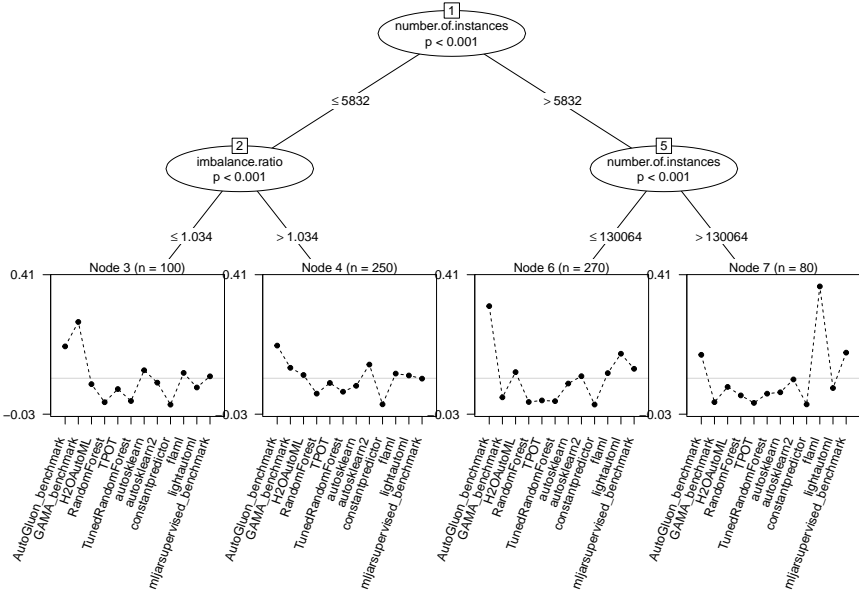 1
number.of.instances
p < 0.001
≤ 5832
> 5832
2
imbalance.ratio
p < 0.001
5
number.of.instances
p < 0.001
≤ 1.034
> 1.034
≤ 130064
> 130064
Node 3 (n = 100)
0.41
−0.03
AutoGluon_benchmark
GAMA_benchmark
H2OAutoML
RandomForest
TPOT
TunedRandomForest
autosklearn
autosklearn2
constantpredictor
flaml
lightautoml
mljarsupervised_benchmark
Node 4 (n = 250)
0.41
−0.03
AutoGluon_benchmark
GAMA_benchmark
H2OAutoML
RandomForest
TPOT
TunedRandomForest
autosklearn
autosklearn2
constantpredictor
flaml
lightautoml
mljarsupervised_benchmark
Node 6 (n = 270)
0.41
−0.03
AutoGluon_benchmark
GAMA_benchmark
H2OAutoML
RandomForest
TPOT
TunedRandomForest
autosklearn
autosklearn2
constantpredictor
flaml
lightautoml
mljarsupervised_benchmark
Node 7 (n = 80)
0.41
−0.03
AutoGluon_benchmark
GAMA_benchmark
H2OAutoML
RandomForest
TPOT
TunedRandomForest
autosklearn
autosklearn2
constantpredictor
flaml
lightautoml
mljarsupervised_benchmark